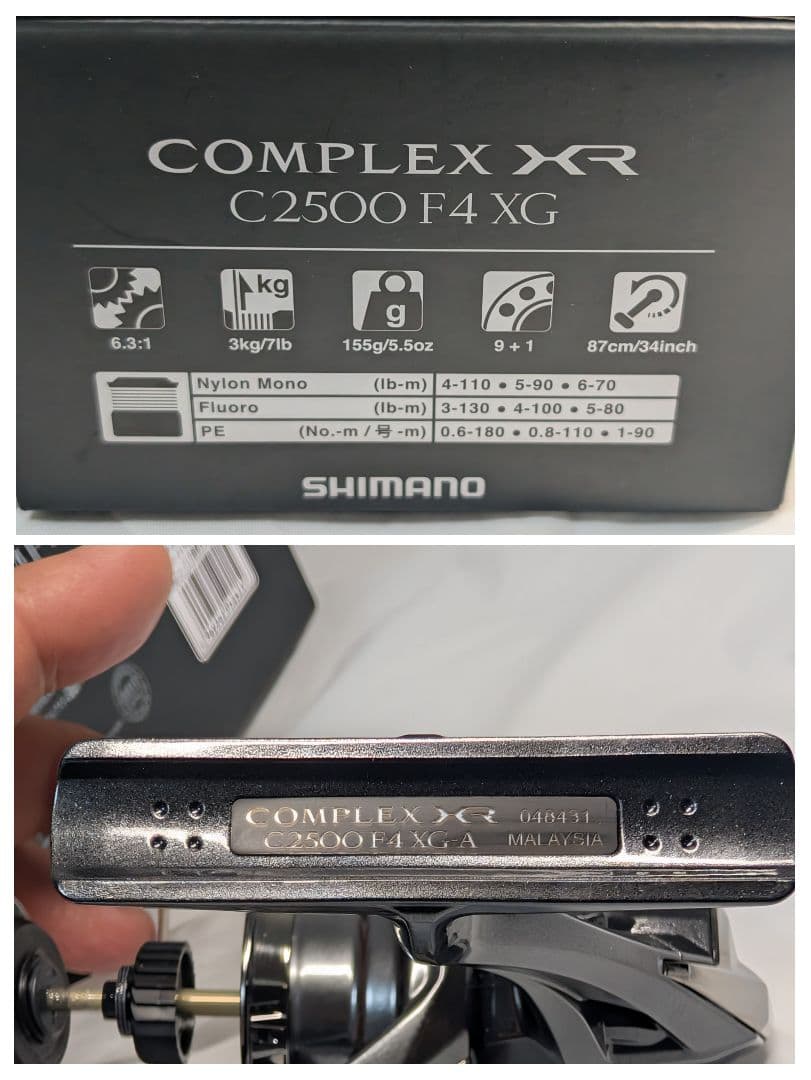 COMPLEX XR
C2500 F4 XG
kg
g
6.3:1
3kg/7lb
155g/5.5oz
9 + 1
87cm/34inch
Nylon Mono (lb-m) 4-110 • 5-90 • 6-70
Fluoro (lb-m) 3-130 • 4-100 • 5-80
PE (No.-m / 号 -m) 0.6-180 • 0.8-110 • 1-90
SHIMANO
COMPLEX XR 048431
C2500 F4 XG-A MALAYSIA